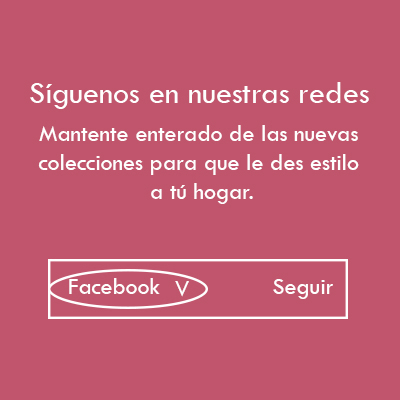 Síguenos en nuestras redes
Mantente enterado de las nuevas
colecciones para que le des estilo
a tú hogar.
Facebook V Seguir